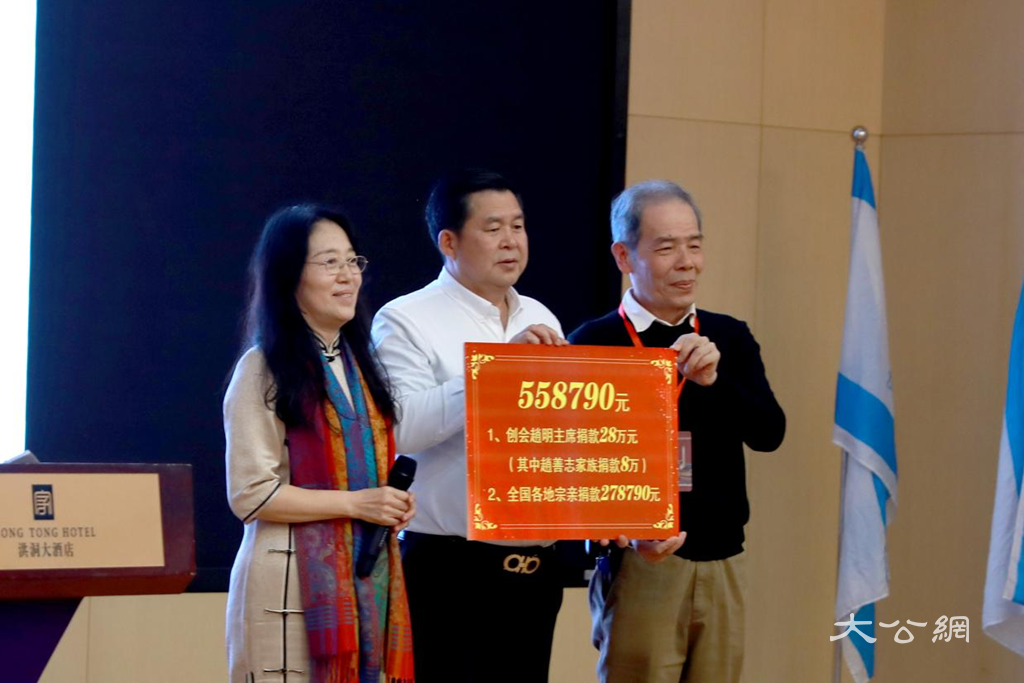 558790元
1、创会趙明主席捐款28万元
（其中趙善志家族捐款8万）
2、全国各地宗亲捐款278790元
ONG TONG HOTEL
洪洞大酒店
大公網